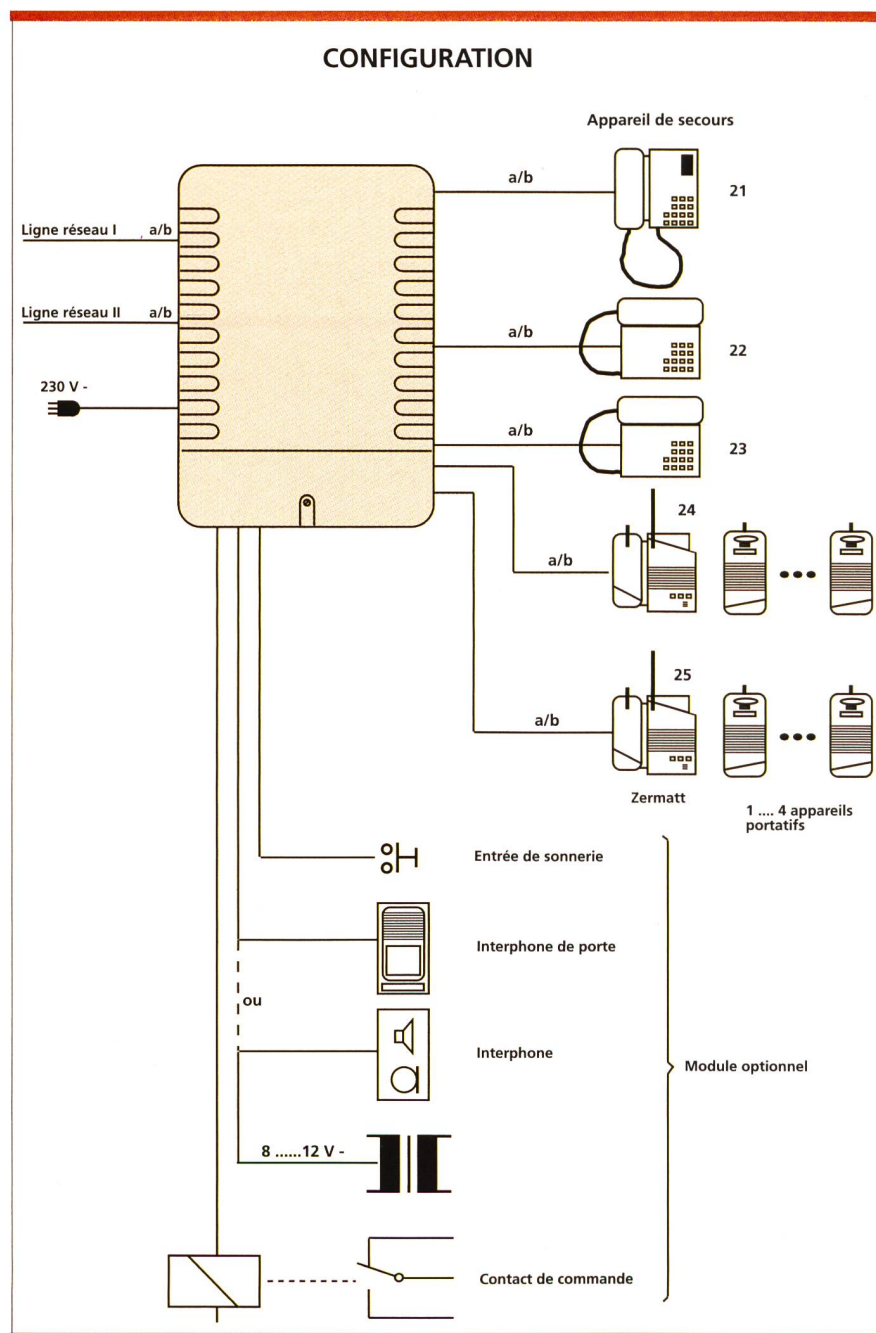 CONFIGURATION
Appareil de secours
a/b
21
Ligne réseau I a/b
Ligne réseau II a/b
a/b
22
230 V -
a/b
23
24
a/b
25
a/b
Zermatt
1 .... 4 appareils
portatifs
Entrée de sonnerie
Interphone de porte
ou
Interphone
Module optionnel
8 ......12 V -
Contact de commande